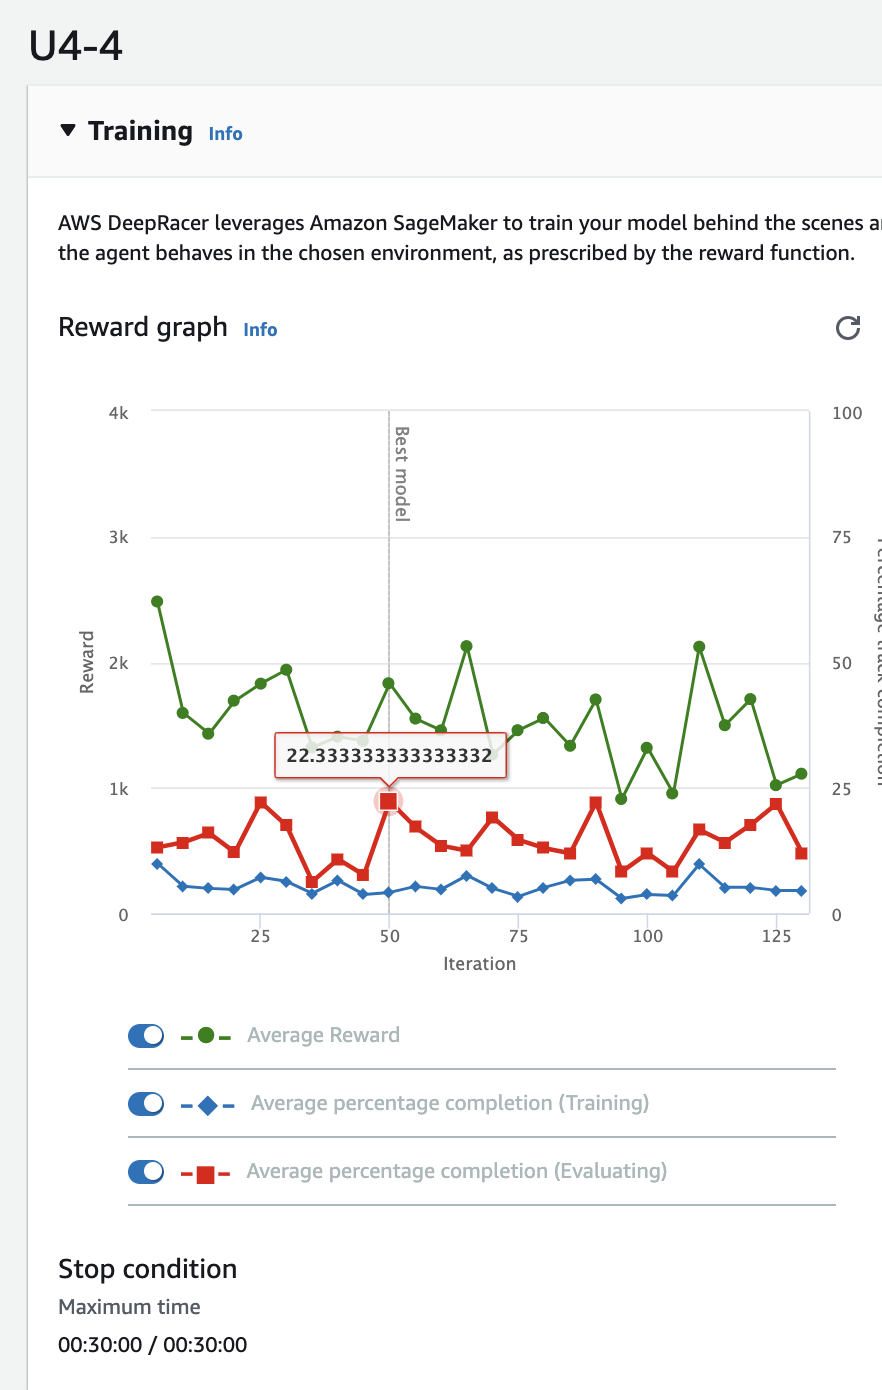 U4-4
Training Info
AWS DeepRacer leverages Amazon SageMaker to train your model behind the scenes
the agent behaves in the chosen environment, as prescribed by the reward function.
Reward graph Info
4k
3k
2k
1k
0
Reward
100
75
50
25
0
Percentage track completion
Best model
22.333333333333332
25
50
75
100
125
Iteration
Average Reward
Average percentage completion (Training)
Average percentage completion (Evaluating)
Stop condition
Maximum time
00:30:00 / 00:30:00